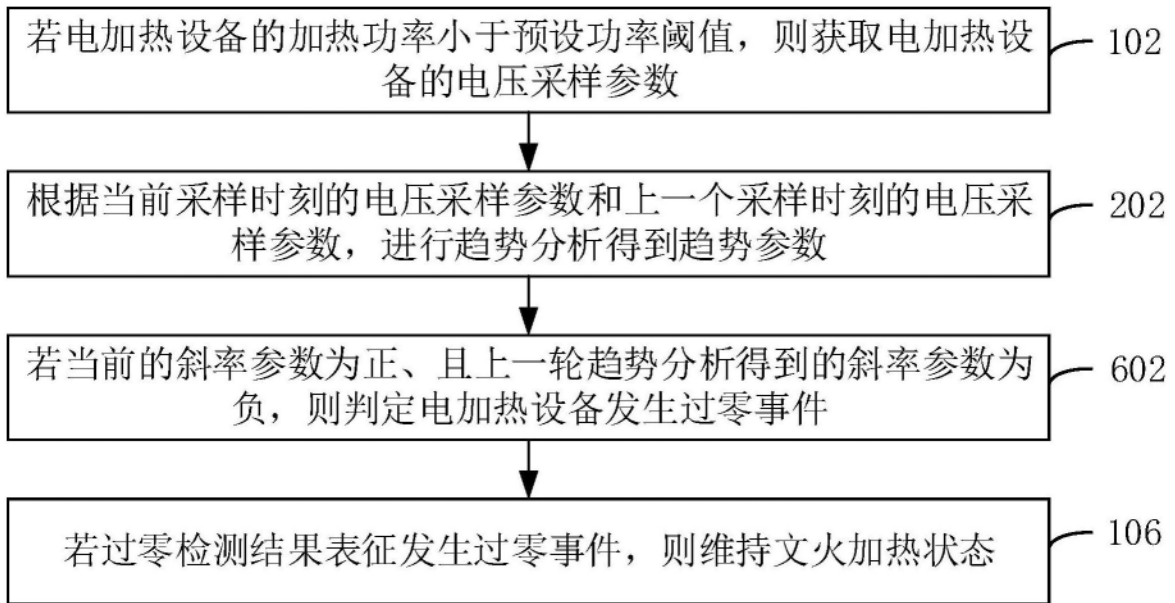 若电加热设备的加热功率小于预设功率阈值，则获取电加热设
备的电压采样参数
102
根据当前采样时刻的电压采样参数和上一个采样时刻的电压采
样参数，进行趋势分析得到趋势参数
202
若当前的斜率参数为正、且上一轮趋势分析得到的斜率参数为
负，则判定电加热设备发生过零事件
602
若过零检测结果表征发生过零事件，则维持文火加热状态
106